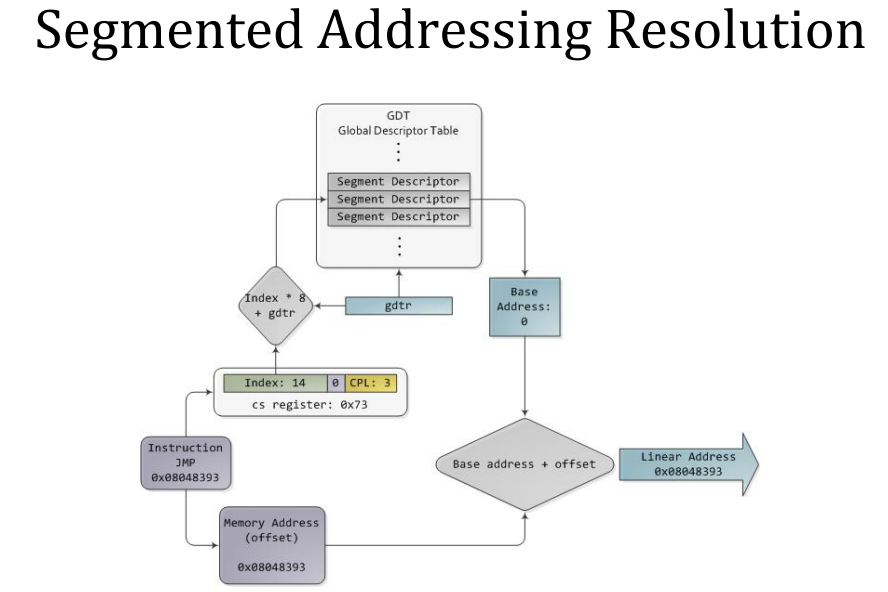 Segmented Addressing Resolution
GDT
Global Descriptor Table
Segment Descriptor
Segment Descriptor
Segment Descriptor
Index * 8
+ gdtr
gdtr
Base
Address:
0
Index: 14 0 CPL: 3
cs register: 0x73
Instruction
JMP
0x08048393
Base address + offset
Linear Address
0x08048393
Memory Address
(offset)
0x08048393